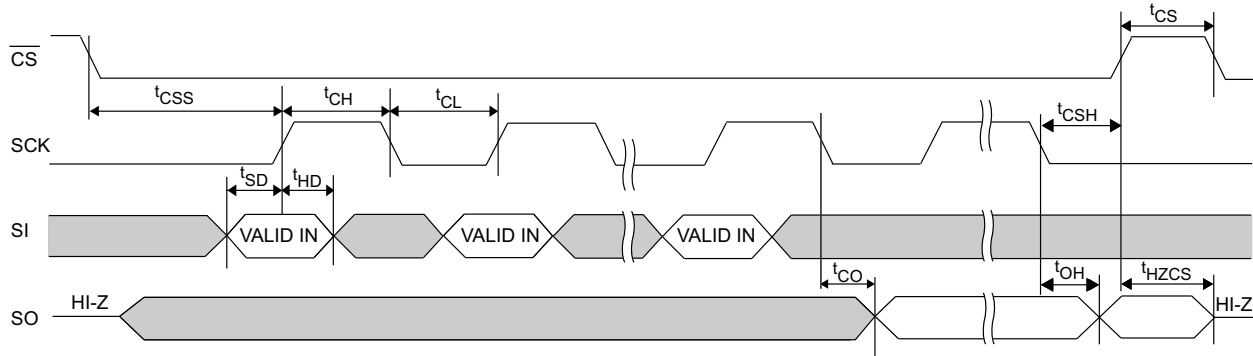 tCS
CS
tCSS
tCH
tCL
tCSH
SCK
tSD
tHD
SI
VALID IN
VALID IN
VALID IN
tCO
tOH
tHZCS
HI-Z
HI-Z
SO